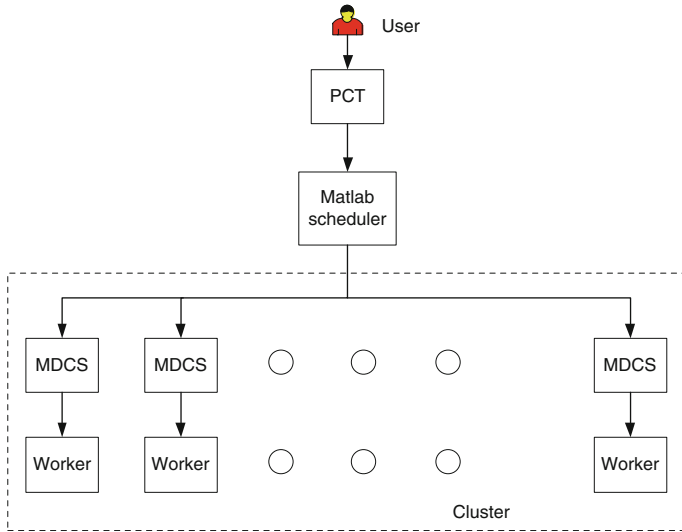 User
PCT
Matlab
scheduler
MDCS
MDCS
MDCS
Worker
Worker
Worker
Cluster